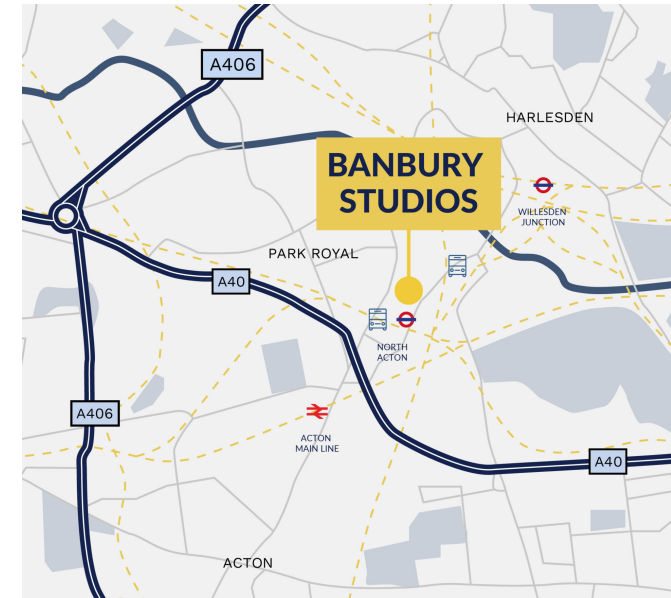 A406
HARLESDEN
BANBURY
STUDIOS
WILLESDEN
JUNCTION
PARK ROYAL
A40
NORTH
ACTON
A406
ACTON
MAIN LINE
A40
ACTON